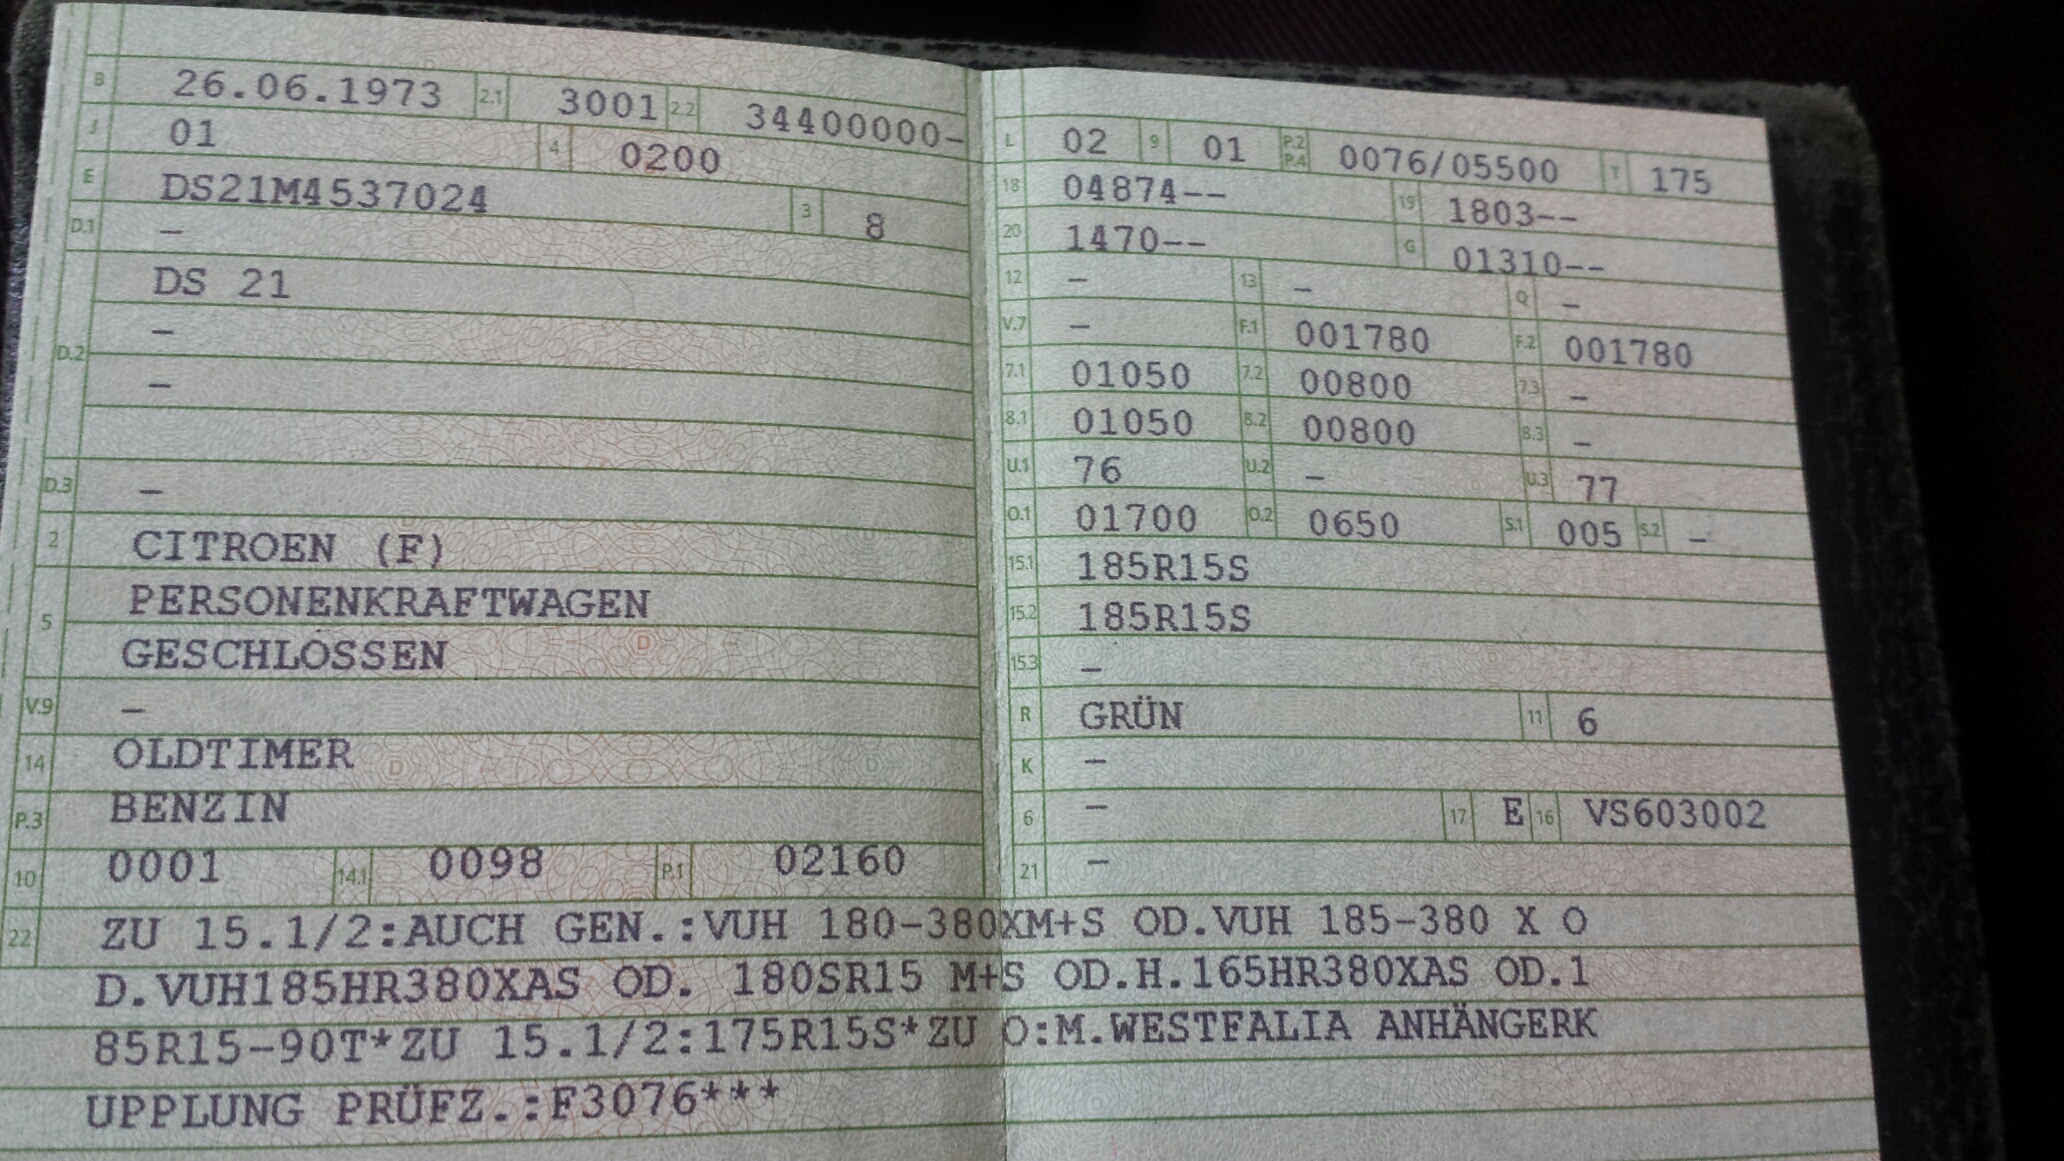 B 26.06.1973 2.1 3001 2.2 34400000-
J 01 4 0200
E DS21M4537024 3 8
D.1 -
D.2 DS 21
-
-
D.3 -
2 CITROEN (F)
5 PERSONENKRAFTWAGEN
GESCHLOSSEN
V.9 -
14 OLDTIMER
P.3 BENZIN
10 0001 14.1 0098 P.1 02160
L 02 9 01 P.2 P.4 0076/05500 T 175
18 04874-- 19 1803--
20 1470-- G 01310--
12 - 13 - Q -
V.7 - F.1 001780 F.2 001780
7.1 01050 7.2 00800 7.3 -
8.1 01050 8.2 00800 8.3 -
U.1 76 U.2 - U.3 77
O.1 01700 O.2 0650 S.1 005 S.2 -
15.1 185R15S
15.2 185R15S
15.3 -
R GRÜN 11 6
K -
6 - 17 E 16 VS603002
21 -
22 ZU 15.1/2:AUCH GEN.:VUH 180-380XM+S OD.VUH 185-380 X O
D.VUH185HR380XAS OD. 180SR15 M+S OD.H.165HR380XAS OD.1
85R15-90T*ZU 15.1/2:175R15S*ZU O:M.WESTFALIA ANHÄNGERK
UPPLUNG PRÜFZ.:F3076***